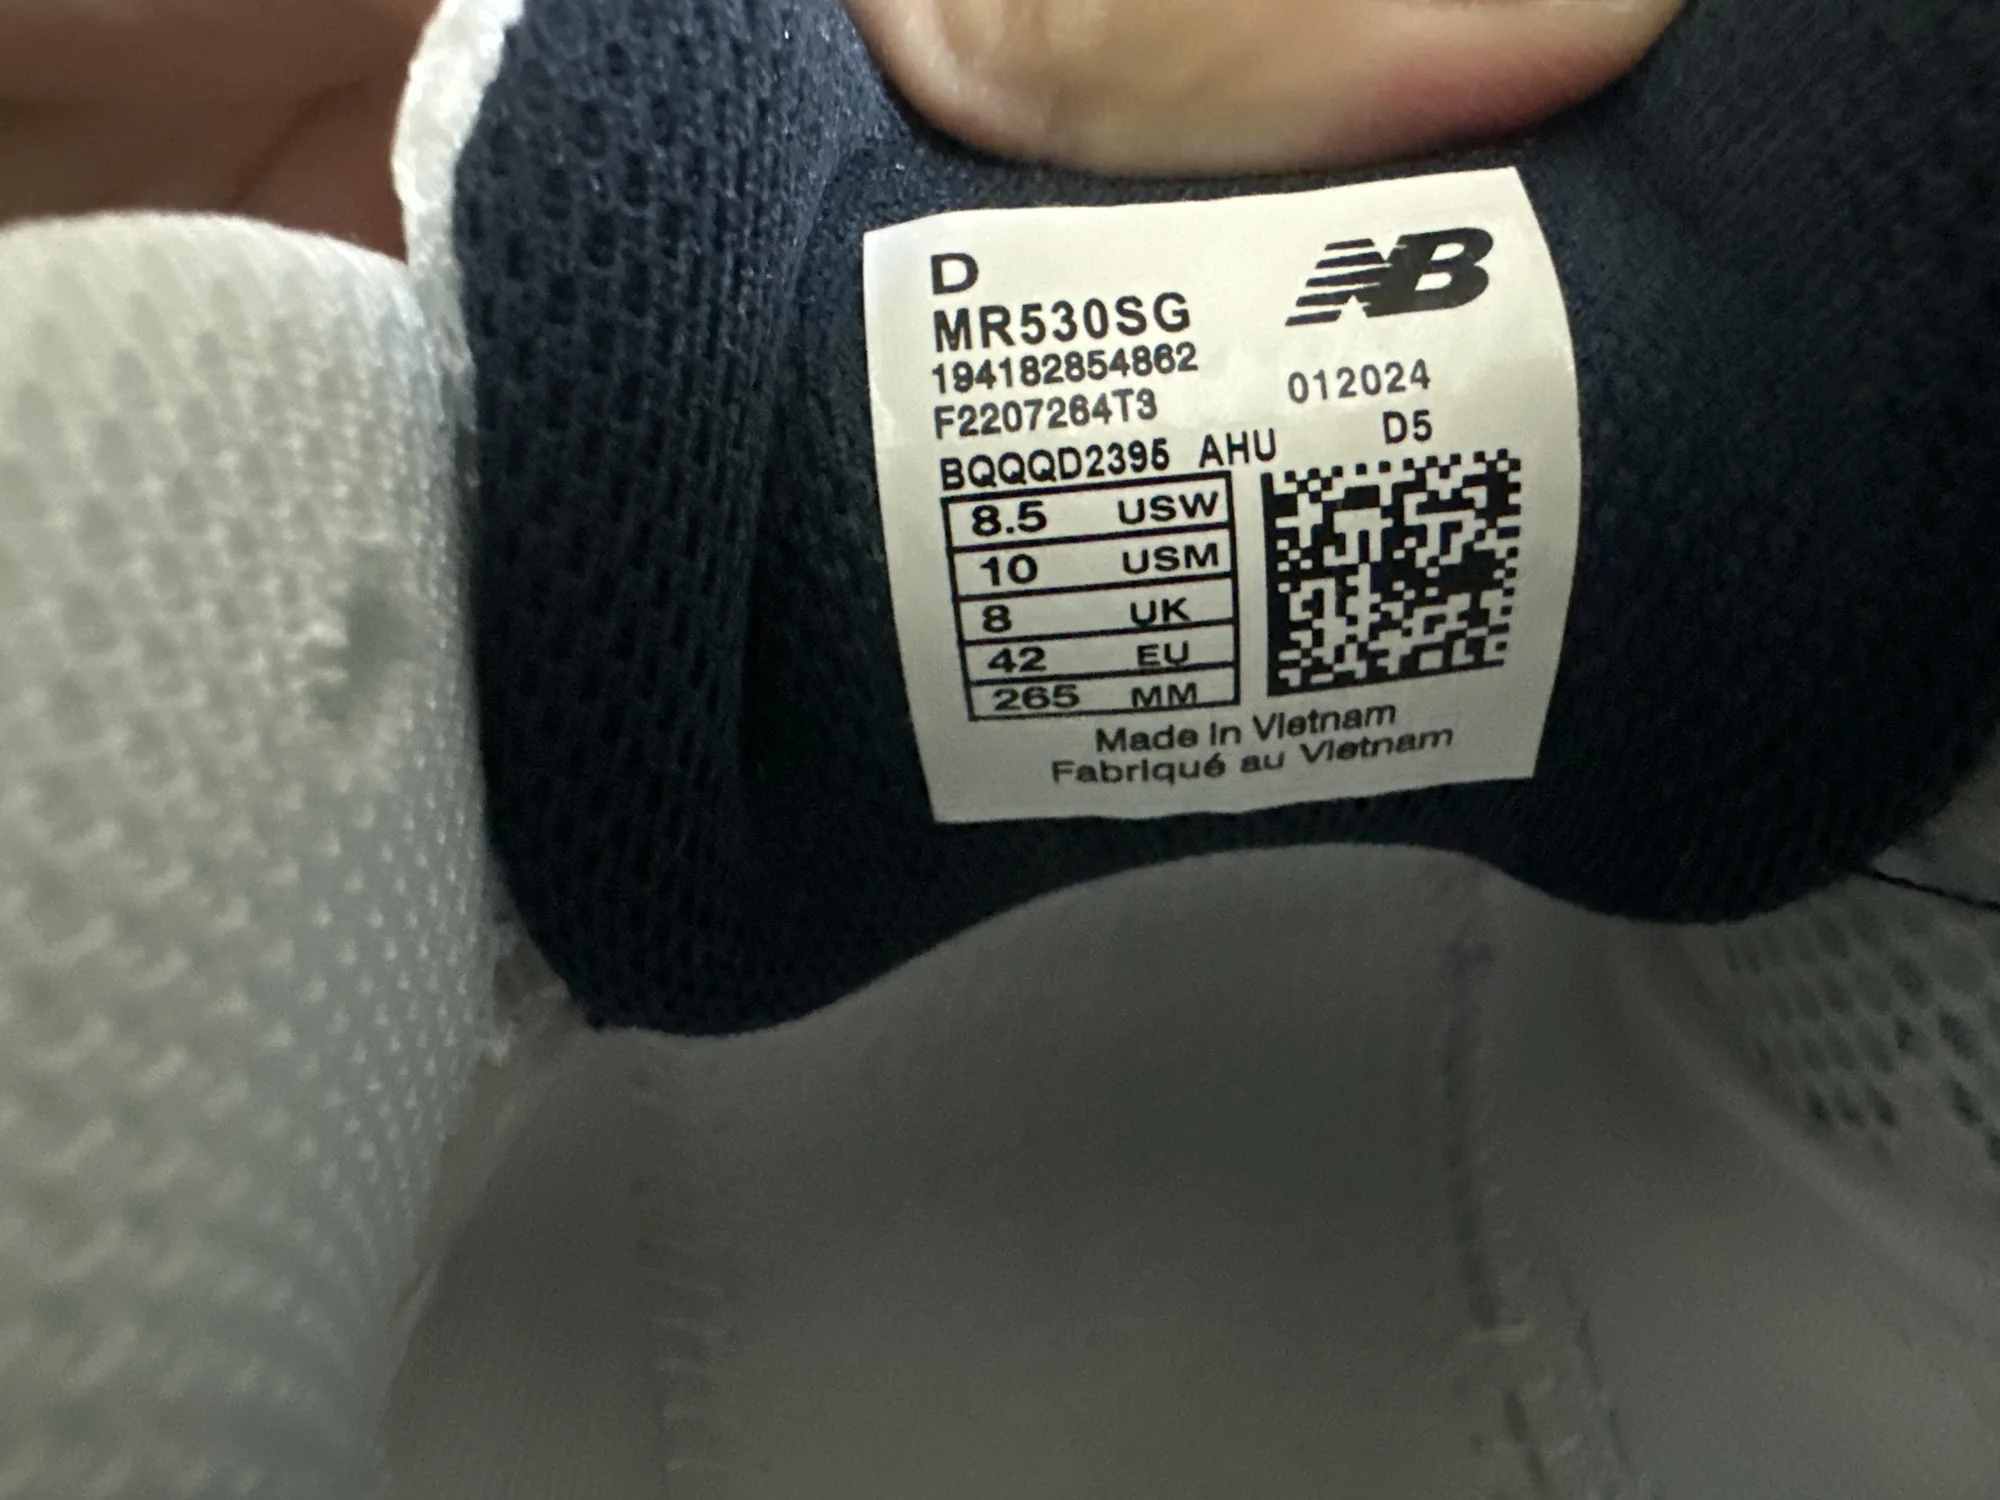 D
NB
MR530SG
194182854862
012024
F2207264T3
D5
BQQQD2395 AHU
8.5 USW
10 USM
8 UK
42 EU
265 MM
Made in Vietnam
Fabriqué au Vietnam